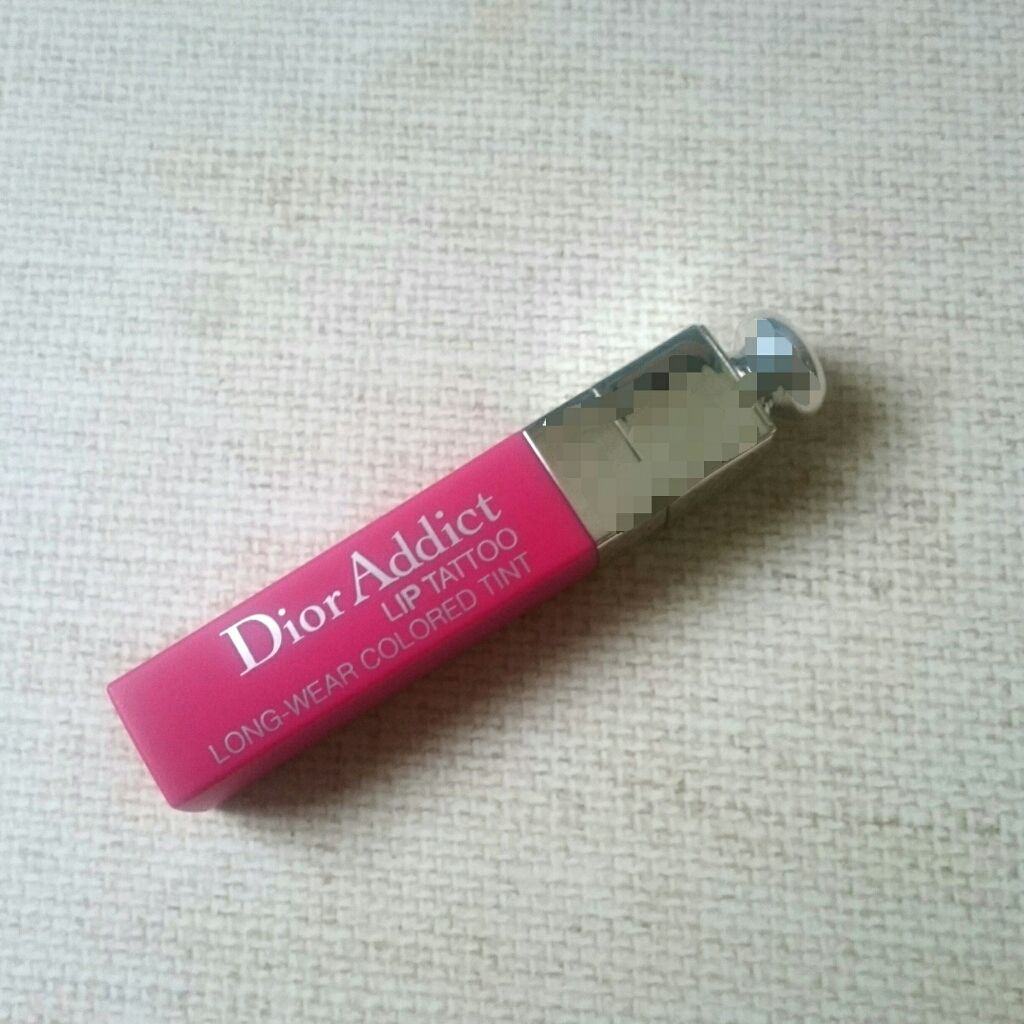 Dior Addict
LIP TATTOO
LONG-WEAR COLORED TINT